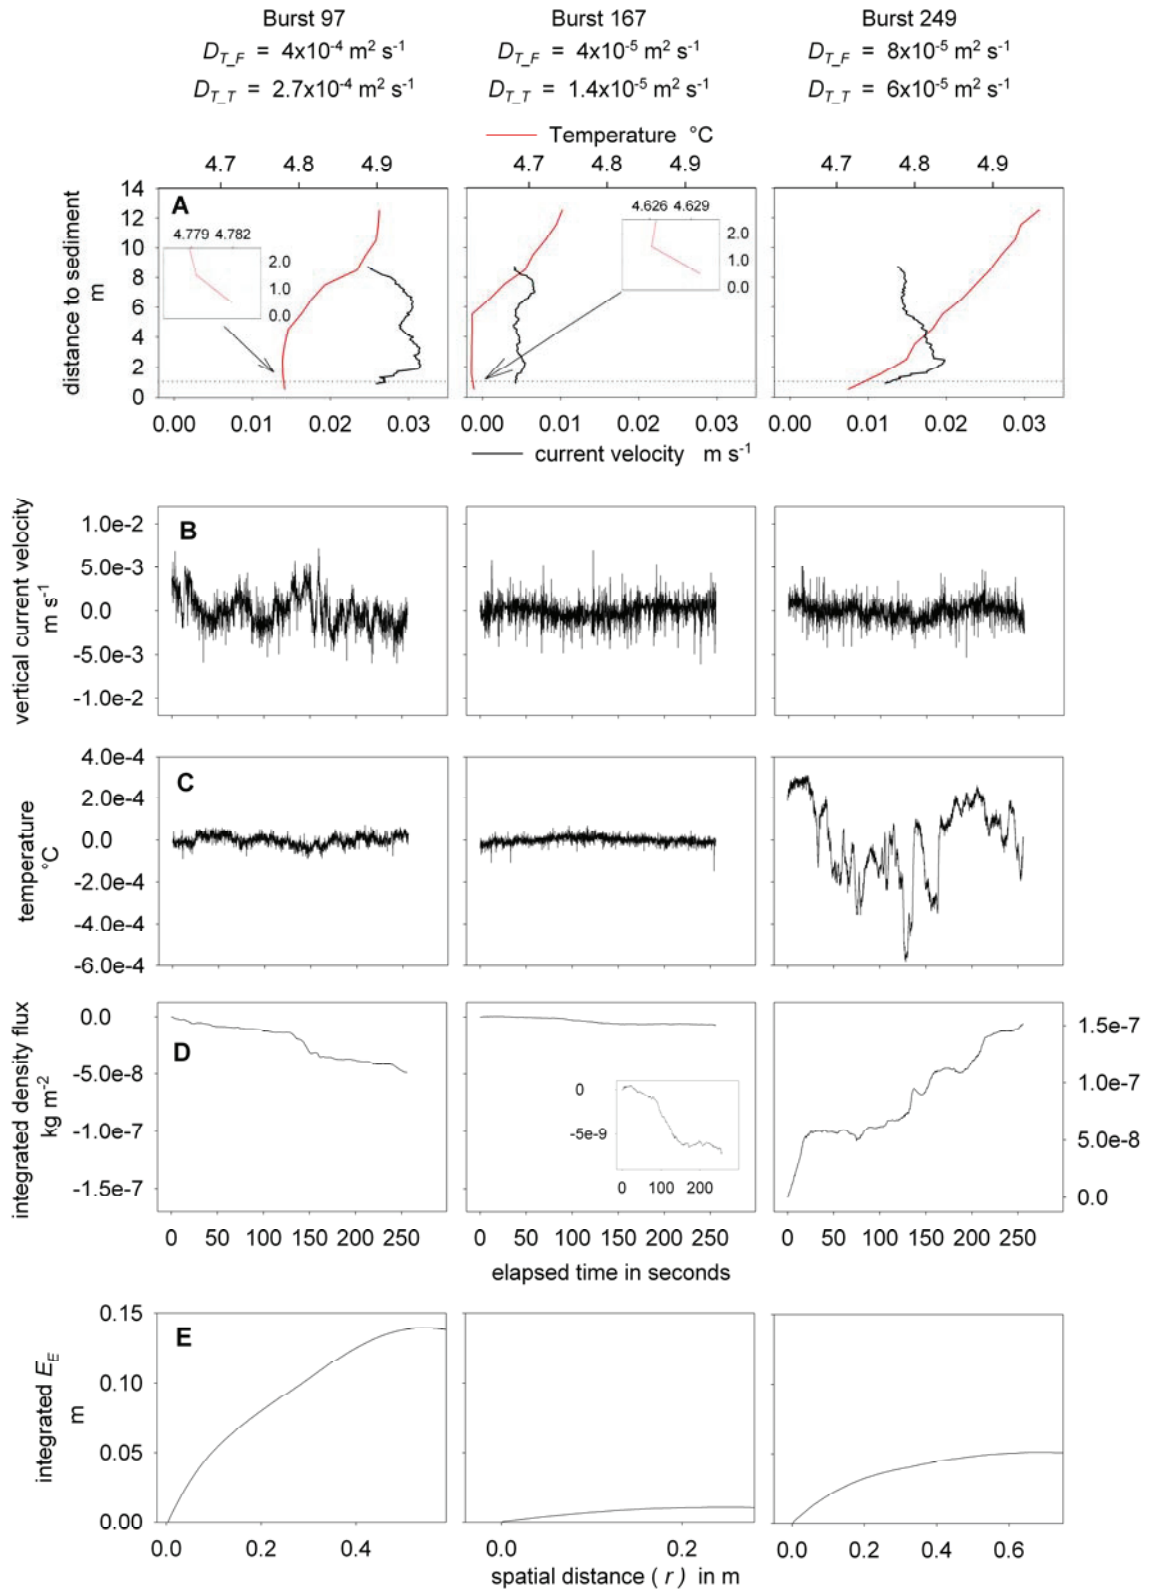 Burst 97 Burst 167 Burst 249
D_T_F = 4x10-4 m2 s-1 D_T_F = 4x10-5 m2 s-1 D_T_F = 8x10-5 m2 s-1
D_T_T = 2.7x10-4 m2 s-1 D_T_T = 1.4x10-5 m2 s-1 D_T_T = 6x10-5 m2 s-1
Temperature °C
4.7 4.8 4.9 4.7 4.8 4.9 4.7 4.8 4.9
distance to sediment
m
14
12
10
8
6
4
2
0
A
4.779 4.782
2.0
1.0
0.0
4.626 4.629
2.0
1.0
0.0
0.00 0.01 0.02 0.03 0.00 0.01 0.02 0.03 0.00 0.01 0.02 0.03
current velocity m s-1
vertical current velocity
m s-1
B
1.0e-2
5.0e-3
0.0
-5.0e-3
-1.0e-2
temperature
°C
C
4.0e-4
2.0e-4
0.0
-2.0e-4
-4.0e-4
-6.0e-4
integrated density flux
kg m-2
D
0.0
-5.0e-8
-1.0e-7
-1.5e-7
0
-5e-9
0 100 200
1.5e-7
1.0e-7
5.0e-8
0.0
0 50 100 150 200 250 0 50 100 150 200 250 0 50 100 150 200 250
elapsed time in seconds
integrated E_E
m
E
0.15
0.10
0.05
0.00
0.0 0.2 0.4 0.0 0.2 0.0 0.2 0.4 0.6
spatial distance ( r ) in m